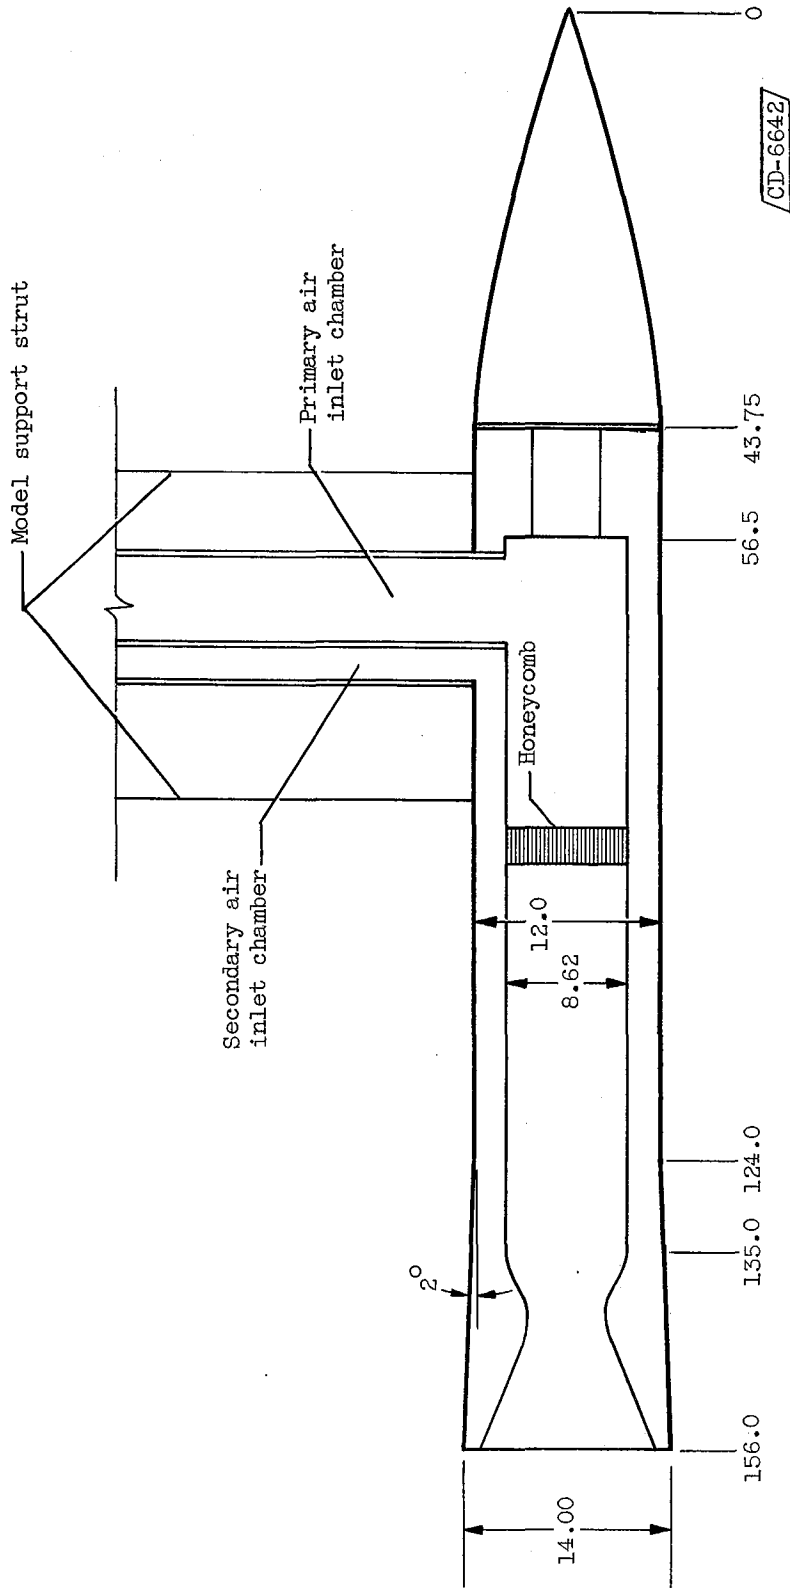 Model support strut
Primary air
inlet chamber
Secondary air
inlet chamber
Honeycomb
12.0
8.62
2°
14.00
156.0
135.0
124.0
56.5
43.75
0
CD-6642